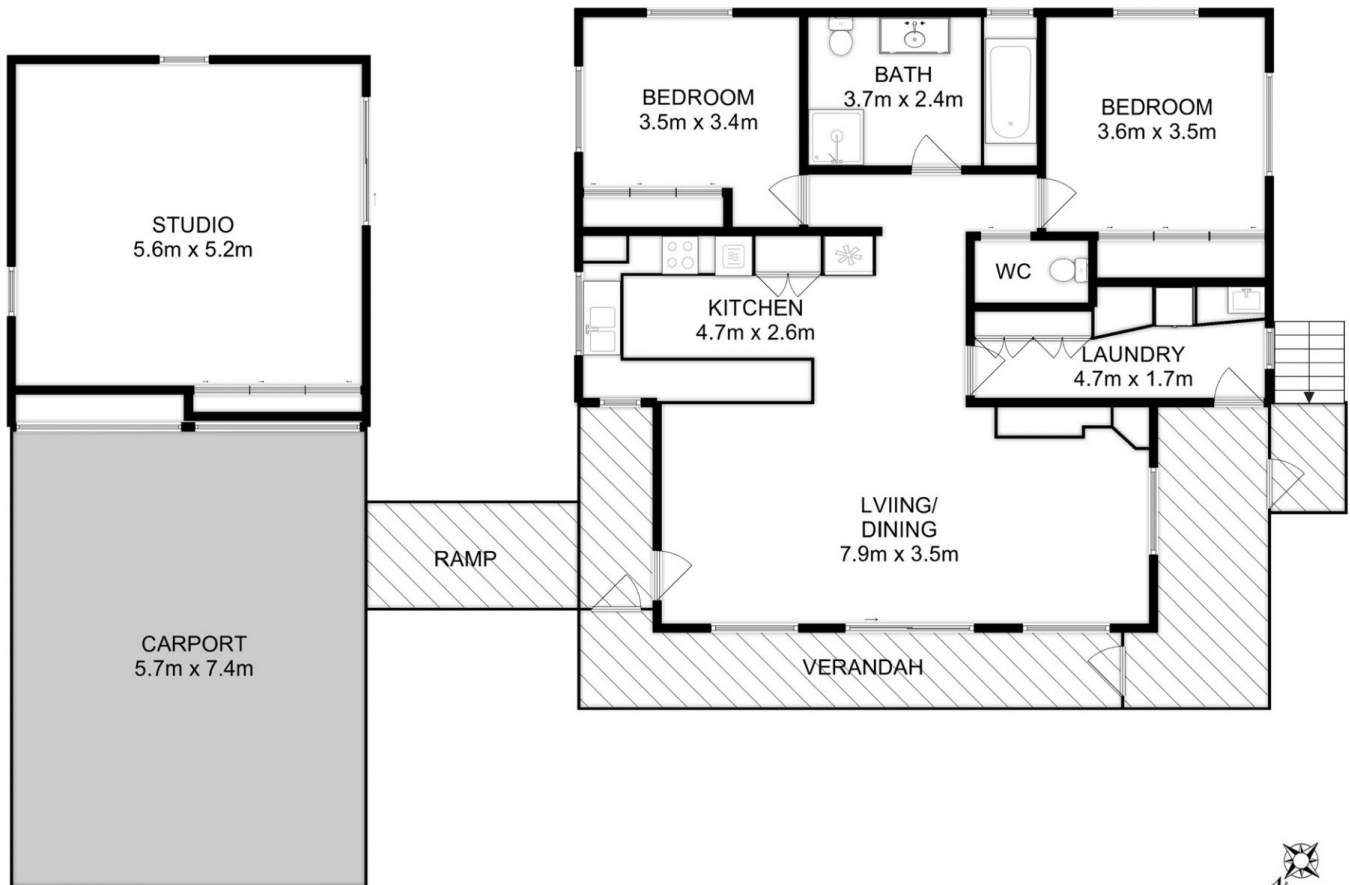 BEDROOM
3.5m x 3.4m
BATH
3.7m x 2.4m
BEDROOM
3.6m x 3.5m
STUDIO
5.6m x 5.2m
WC
KITCHEN
4.7m x 2.6m
LAUNDRY
4.7m x 1.7m
LVIING/
DINING
7.9m x 3.5m
RAMP
CARPORT
5.7m x 7.4m
VERANDAH